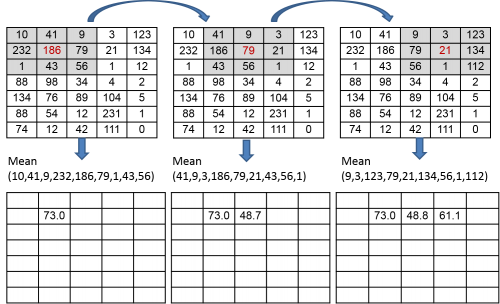 10 41 9 3 123
232 186 79 21 134
1 43 56 1 12
88 98 34 4 2
134 76 89 104 5
88 54 12 231 1
74 12 42 111 0
Mean
(10,41,9,232,186,79,1,43,56)
73.0
10 41 9 3 123
232 186 79 21 134
1 43 56 1 12
88 98 34 4 2
134 76 89 104 5
88 54 12 231 1
74 12 42 111 0
Mean
(41,9,3,186,79,21,43,56,1)
73.0 48.7
10 41 9 3 123
232 186 79 21 134
1 43 56 1 112
88 98 34 4 2
134 76 89 104 5
88 54 12 231 1
74 12 42 111 0
Mean
(9,3,123,79,21,134,56,1,112)
73.0 48.8 61.1